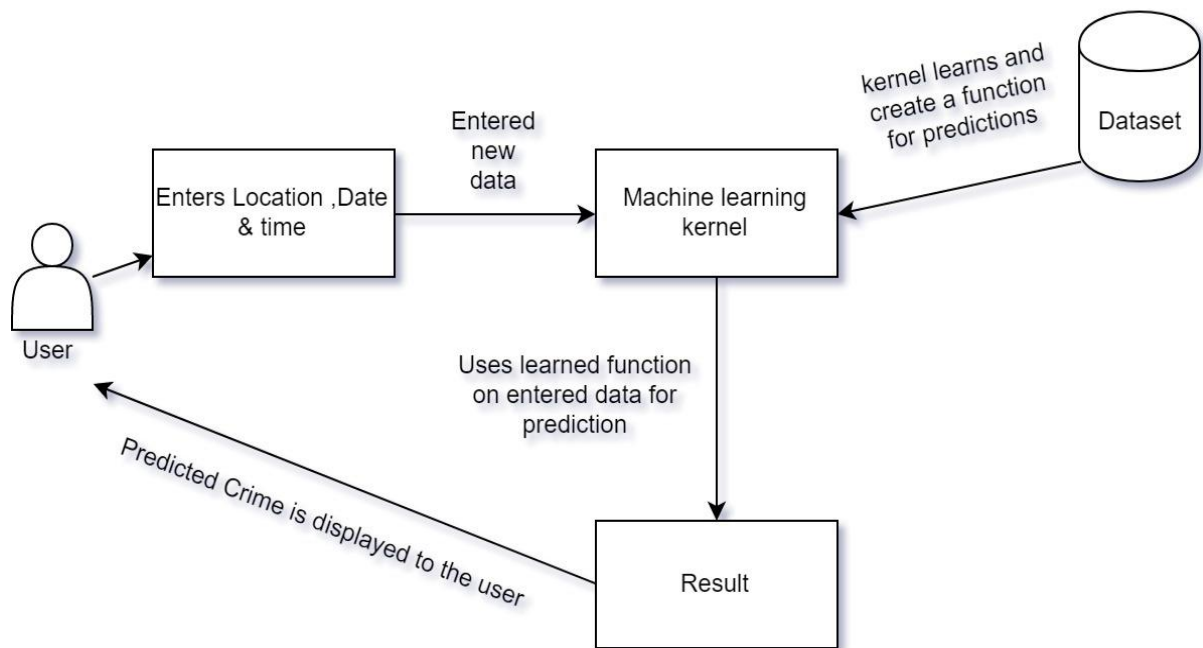 kernel learns and
create a function
for predictions
Dataset
Entered
new
data
Enters Location ,Date
& time
Machine learning
kernel
User
Uses learned function
on entered data for
prediction
Predicted Crime is displayed to the user
Result